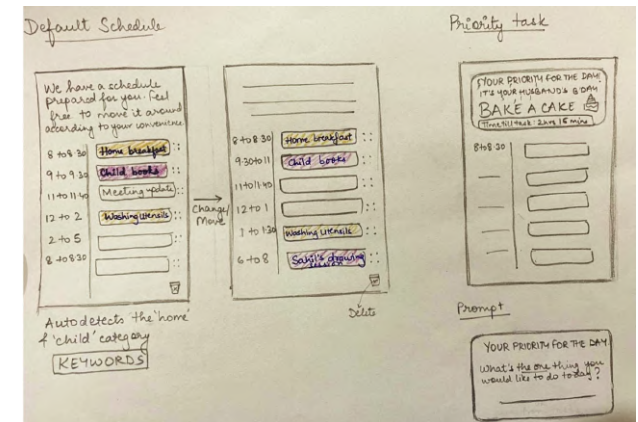 Default Schedule
We have a schedule
prepared for you. Feel
free to move it around
according to your convenience
8 to 8:30 Home breakfast
9 to 9:30 Child books
11 to 11:40 Meeting update
12 to 2 Washing Utensils
2 to 5
8 to 8:30
Autodetects the 'home'
& 'child' category
KEYWORDS
Change/
Move
8 to 8:30 Home breakfast
9:30 to 11 Child books
11 to 11:40
12 to 1
1 to 1:30 Washing Utensils
6 to 8 Sahil's drawing
session
Delete
Priority task
YOUR PRIORITY FOR THE DAY
IT'S YOUR HUSBAND'S B'DAY
BAKE A CAKE
Time till task: 2 hrs 15 mins
8 to 8:30
Prompt
YOUR PRIORITY FOR THE DAY
What's the one thing you
would like to do today?